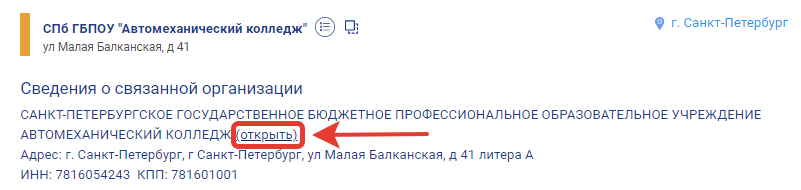 СПб ГБПОУ "Автомеханический колледж"
г. Санкт-Петербург
ул Малая Балканская, д 41
Сведения о связанной организации
САНКТ-ПЕТЕРБУРГСКОЕ ГОСУДАРСТВЕННОЕ БЮДЖЕТНОЕ ПРОФЕССИОНАЛЬНОЕ ОБРАЗОВАТЕЛЬНОЕ УЧРЕЖДЕНИЕ
АВТОМЕХАНИЧЕСКИЙ КОЛЛЕДЖ (открыть)
Адрес: г. Санкт-Петербург, г Санкт-Петербург, ул Малая Балканская, д 41 литера А
ИНН: 7816054243 КПП: 781601001